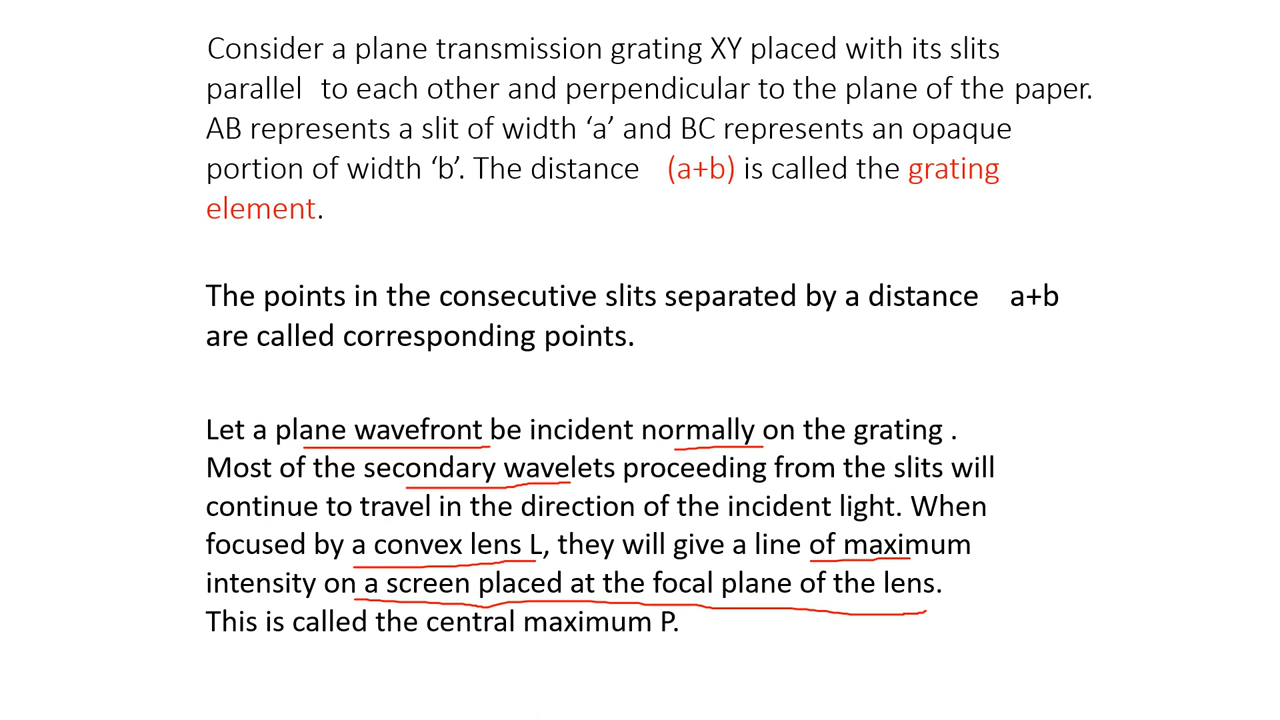 Consider a plane transmission grating XY placed with its slits
parallel to each other and perpendicular to the plane of the paper.
AB represents a slit of width ‘a’ and BC represents an opaque
portion of width ‘b’. The distance (a+b) is called the grating
element.
The points in the consecutive slits separated by a distance a+b
are called corresponding points.
Let a plane wavefront be incident normally on the grating .
Most of the secondary wavelets proceeding from the slits will
continue to travel in the direction of the incident light. When
focused by a convex lens L, they will give a line of maximum
intensity on a screen placed at the focal plane of the lens.
This is called the central maximum P.